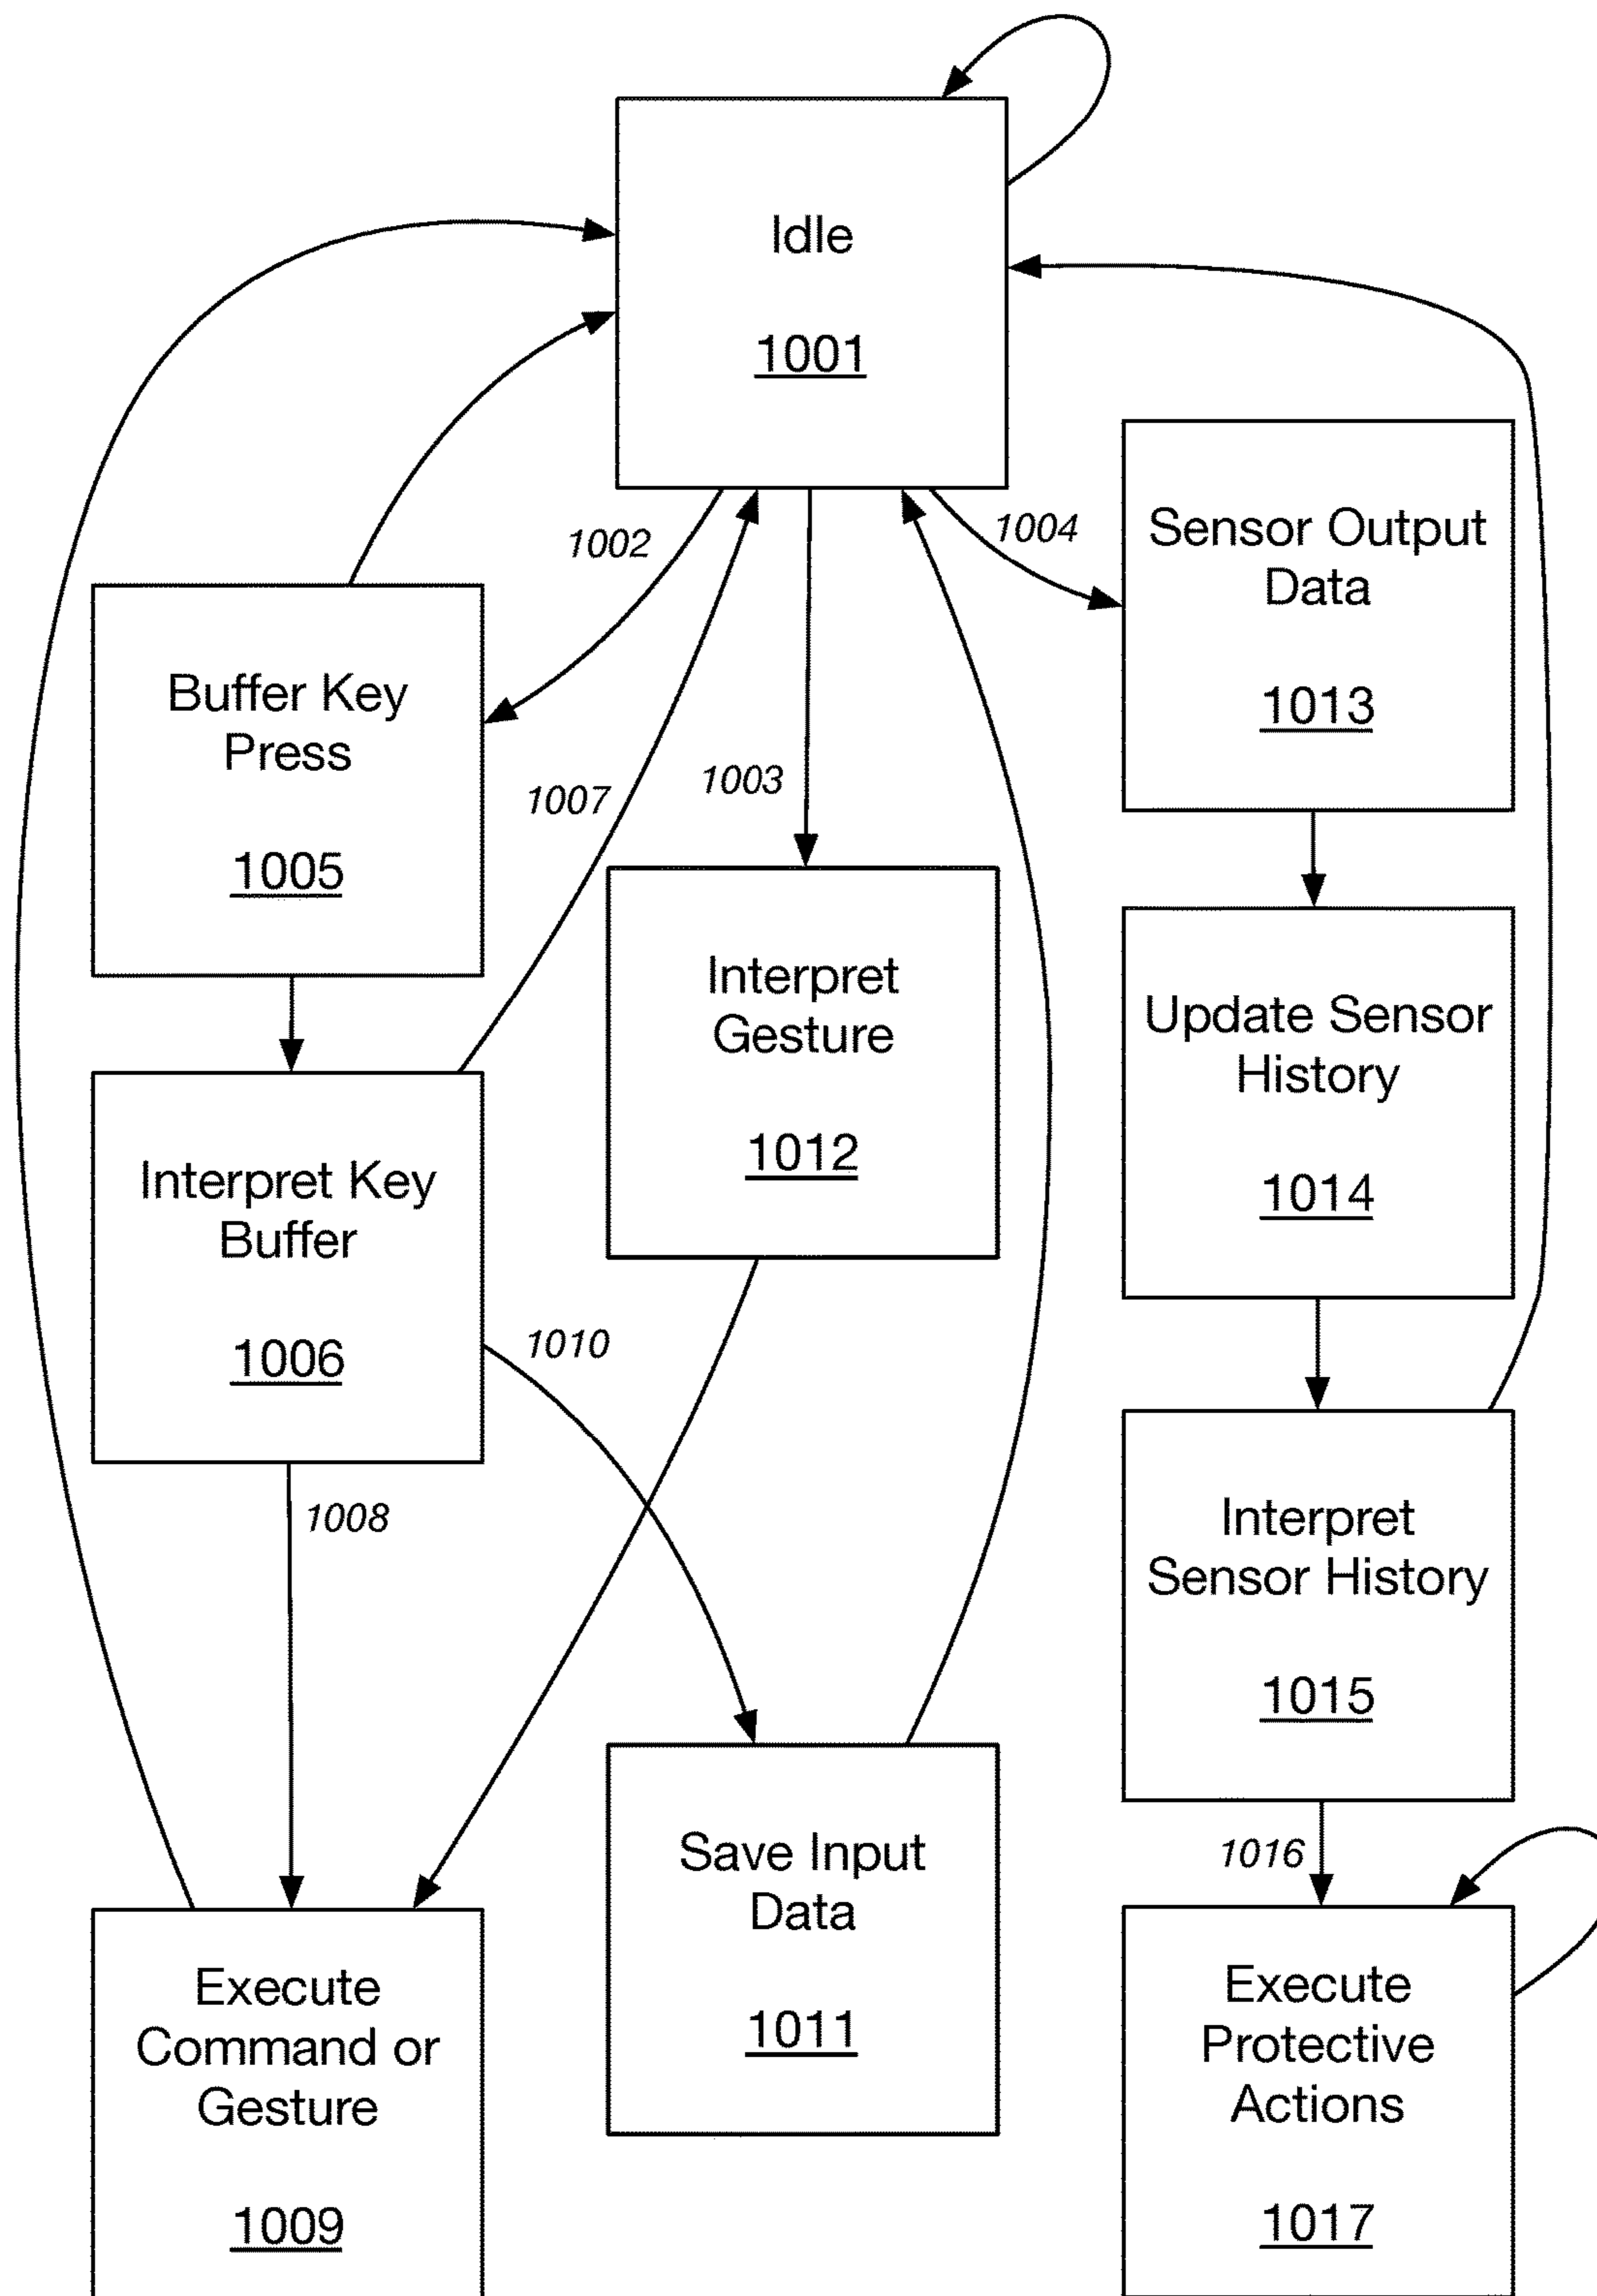 Idle
1001
1002
1004
Sensor Output
Data
1013
Buffer Key
Press
1005
1007
1003
Interpret
Gesture
1012
Update Sensor
History
1014
Interpret Key
Buffer
1006
1010
1008
Interpret
Sensor History
1015
1016
Save Input
Data
1011
Execute
Command or
Gesture
1009
Execute
Protective
Actions
1017